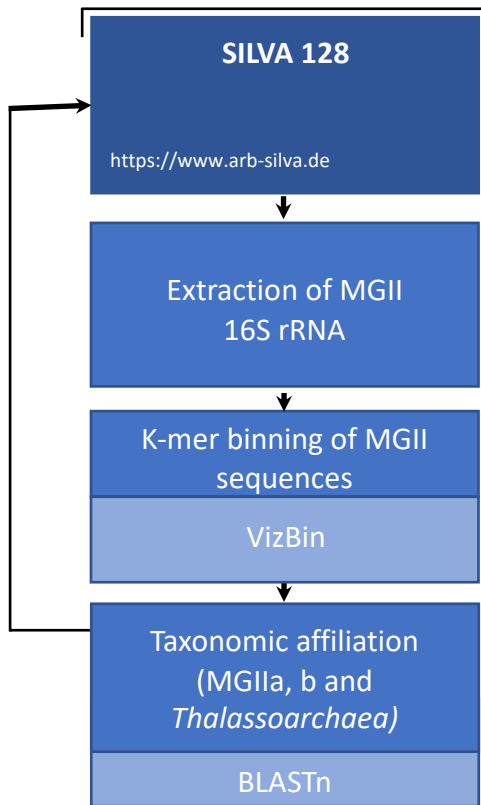 SILVA 128
https://www.arb-silva.de
Extraction of MGII
16S rRNA
K-mer binning of MGII
sequences
VizBin
Taxonomic affiliation
(MGIIa, b and
Thalassoarchaea)
BLASTn